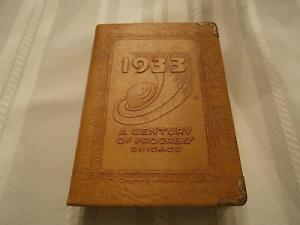 1933
A CENTURY
OF PROGRESS
CHICAGO